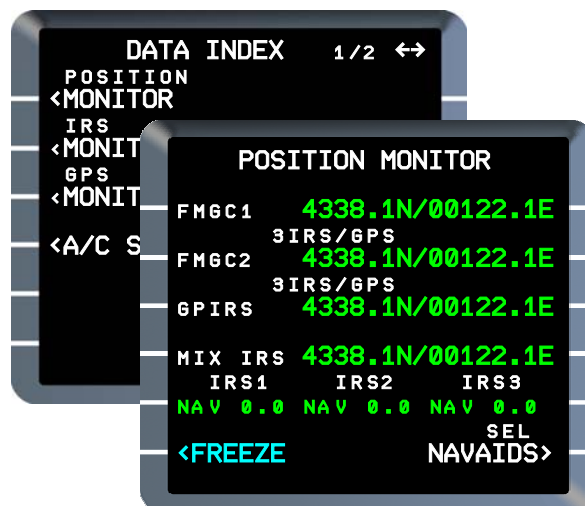 DATA INDEX 1/2 ←→
POSITION
<MONITOR
IRS
<MONIT
GPS
<MONIT
<A/C S
POSITION MONITOR
FMGC1 4338.1N/00122.1E
3IRS/GPS
FMGC2 4338.1N/00122.1E
3IRS/GPS
GPIRS 4338.1N/00122.1E
MIX IRS 4338.1N/00122.1E
IRS1 IRS2 IRS3
NAV 0.0 NAV 0.0 NAV 0.0
SEL
<FREEZE NAVAIDS>